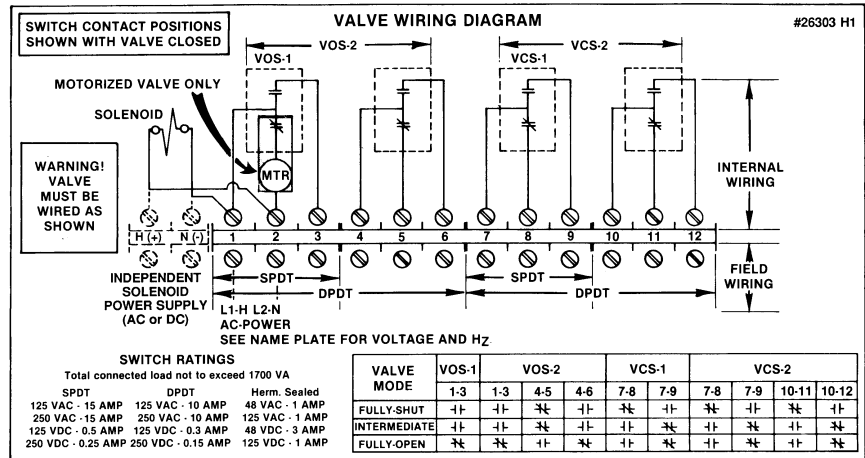 SWITCH CONTACT POSITIONS
SHOWN WITH VALVE CLOSED
VALVE WIRING DIAGRAM
#26303 H1
VOS-2
VCS-2
VOS-1
VCS-1
MOTORIZED VALVE ONLY
SOLENOID
WARNING!
VALVE
MUST BE
WIRED AS
SHOWN
MTR
INTERNAL
WIRING
H (+) N (-) 1 2 3 4 5 6 7 8 9 10 11 12
FIELD
WIRING
INDEPENDENT
SOLENOID
POWER SUPPLY
(AC or DC)
SPDT
SPDT
DPDT
DPDT
L1-H L2-N
AC-POWER
SEE NAME PLATE FOR VOLTAGE AND HZ.
SWITCH RATINGS
Total connected load not to exceed 1700 VA
SPDT DPDT Herm. Sealed
125 VAC - 15 AMP 125 VAC - 10 AMP 48 VAC - 1 AMP
250 VAC - 15 AMP 250 VAC - 10 AMP 125 VAC - 1 AMP
125 VDC - 0.5 AMP 125 VDC - 0.3 AMP 48 VDC - 3 AMP
250 VDC - 0.25 AMP 250 VDC - 0.15 AMP 125 VDC - 1 AMP
VALVE
MODE
VOS-1 VOS-2 VCS-1 VCS-2
1-3 1-3 4-5 4-6 7-8 7-9 7-8 7-9 10-11 10-12
FULLY-SHUT
INTERMEDIATE
FULLY-OPEN